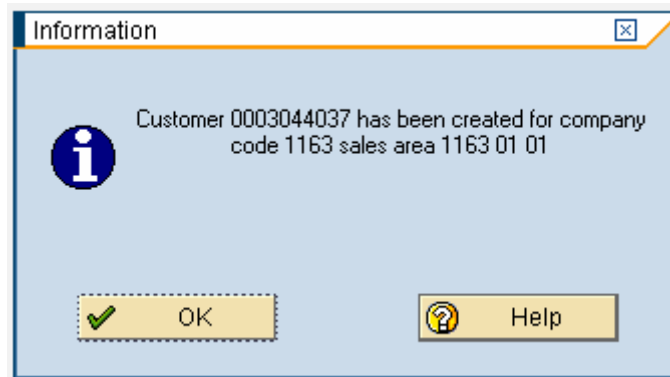 Information
Customer 0003044037 has been created for company
code 1163 sales area 1163 01 01
OK
Help